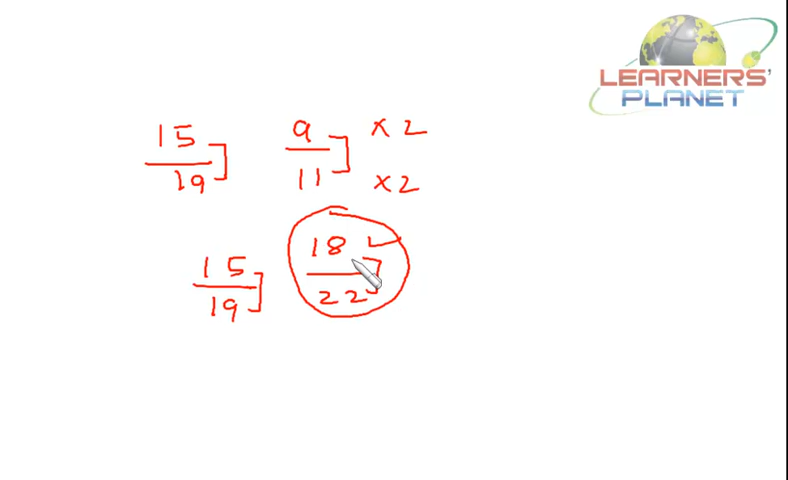 LEARNERS'
PLANET
15 9 ×2
19 11 ×2
15 18
19 22